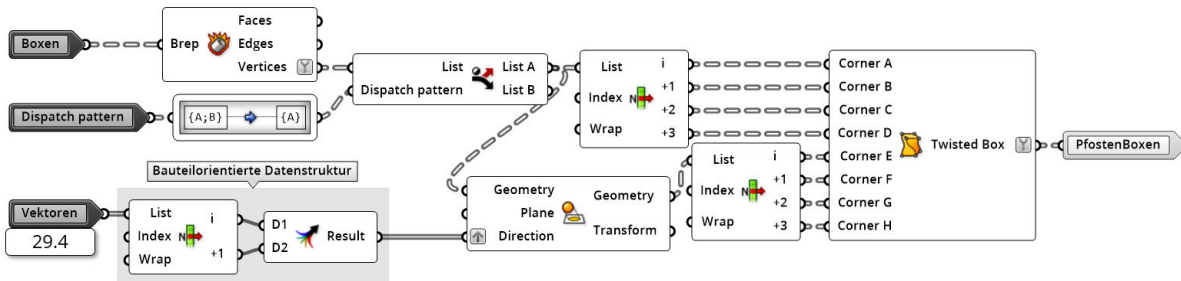 Boxen
Brep
Faces
Edges
Vertices
Dispatch pattern
{A;B}
{A}
List
Dispatch pattern
List A
List B
List
Index
Wrap
N
i
+1
+2
+3
Corner A
Corner B
Corner C
Corner D
Corner E
Corner F
Corner G
Corner H
Twisted Box
PfostenBoxen
Bauteilorientierte Datenstruktur
Vektoren
29.4
List
Index
Wrap
N
i
+1
D1
D2
Result
Geometry
Plane
Direction
Geometry
Transform
List
Index
Wrap
N
i
+1
+2
+3